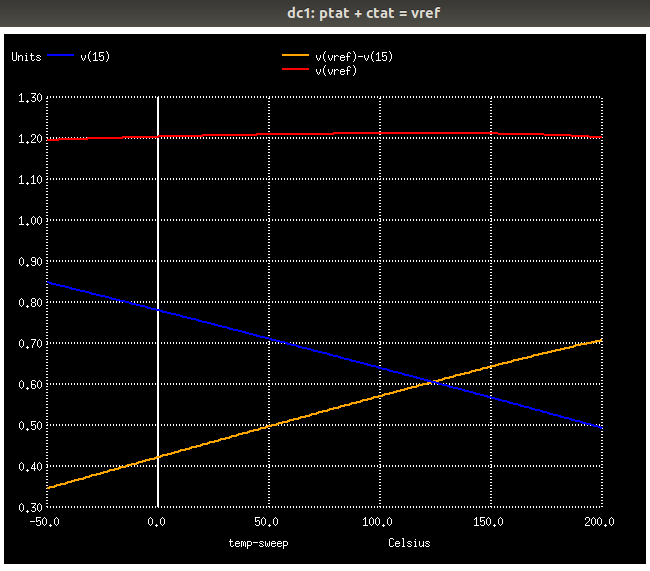 dc1: ptat + ctat = vref
Units v(15) v(vref)-v(15)
v(vref)
1.30
1.20
1.10
1.00
0.90
0.80
0.70
0.60
0.50
0.40
0.30
-50.0 0.0 50.0 100.0 150.0 200.0
temp-sweep Celsius